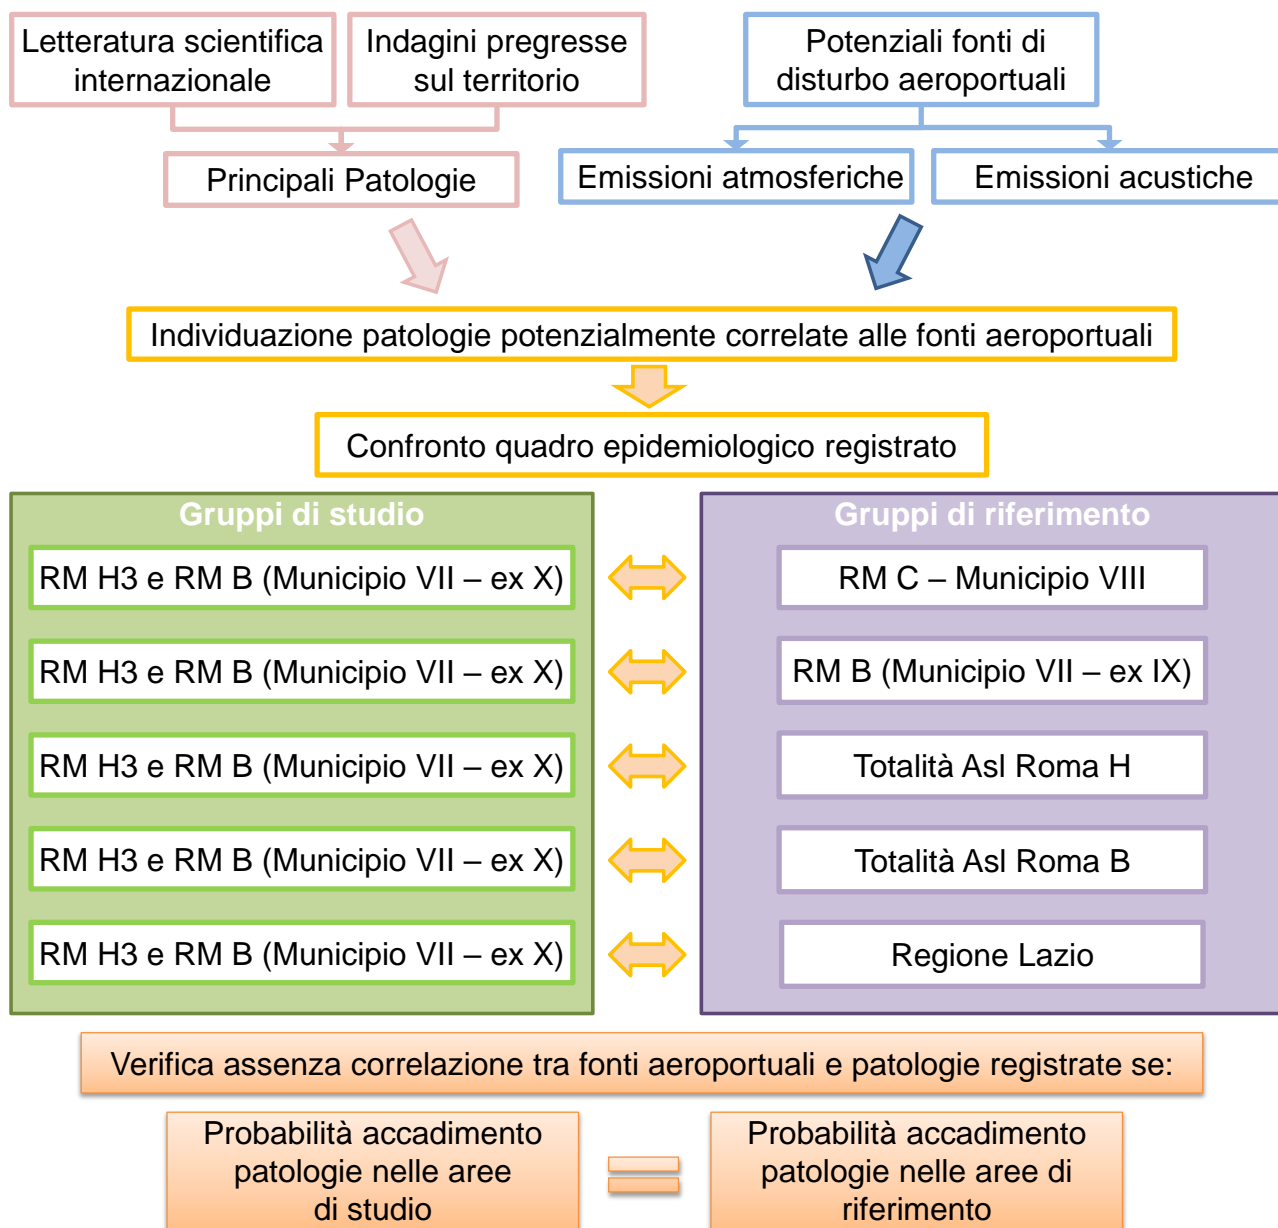 Letteratura scientifica
internazionale
Indagini pregresse
sul territorio
Potenziali fonti di
disturbo aeroportuali
Principali Patologie
Emissioni atmosferiche
Emissioni acustiche
Individuazione patologie potenzialmente correlate alle fonti aeroportuali
Confronto quadro epidemiologico registrato
Gruppi di studio
Gruppi di riferimento
RM H3 e RM B (Municipio VII – ex X)
RM C – Municipio VIII
RM H3 e RM B (Municipio VII – ex X)
RM B (Municipio VII – ex IX)
RM H3 e RM B (Municipio VII – ex X)
Totalità Asl Roma H
RM H3 e RM B (Municipio VII – ex X)
Totalità Asl Roma B
RM H3 e RM B (Municipio VII – ex X)
Regione Lazio
Verifica assenza correlazione tra fonti aeroportuali e patologie registrate se:
Probabilità accadimento
patologie nelle aree
di studio
Probabilità accadimento
patologie nelle aree di
riferimento